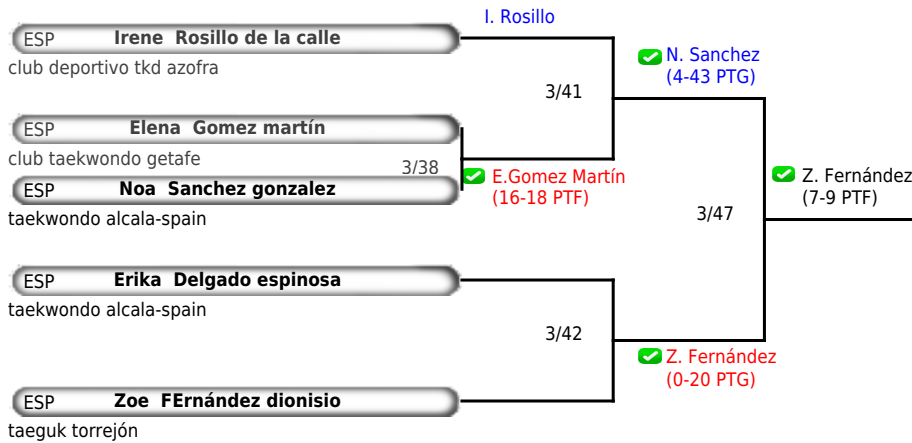 I. Rosillo
ESP Irene Rosillo de la calle
club deportivo tkd azofra
N. Sanchez
(4-43 PTG)
3/41
ESP Elena Gomez martín
club taekwondo getafe
3/38
E.Gomez Martín
(16-18 PTF)
ESP Noa Sanchez gonzalez
taekwondo alcala-spain
Z. Fernández
(7-9 PTF)
3/47
ESP Erika Delgado espinosa
taekwondo alcala-spain
3/42
Z. Fernández
(0-20 PTG)
ESP Zoe FErnández dionisio
taeguk torrejón